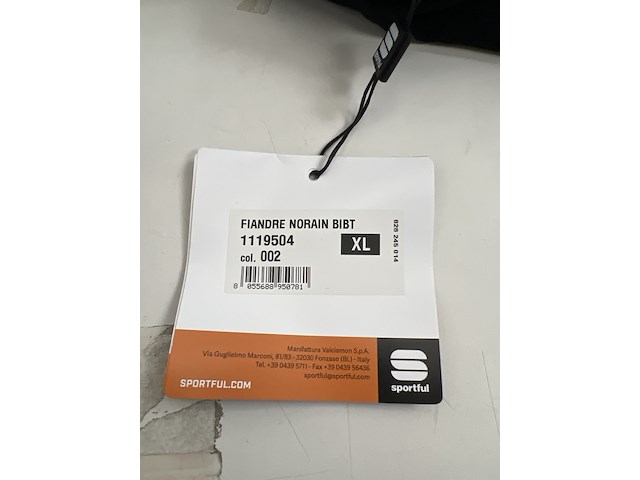 FIANDRE NORAIN BIBT
1119504
XL
col. 002
8 055688 950781
828 245 014
Manifattura Valcismon S.p.A.
Via Guglielmo Marconi, 81/83 - 32030 Fonzaso (BL) - Italy
Tel. +39 0439 5711 - Fax +39 0439 56436
sportful@sportful.com
SPORTFUL.COM
sportful